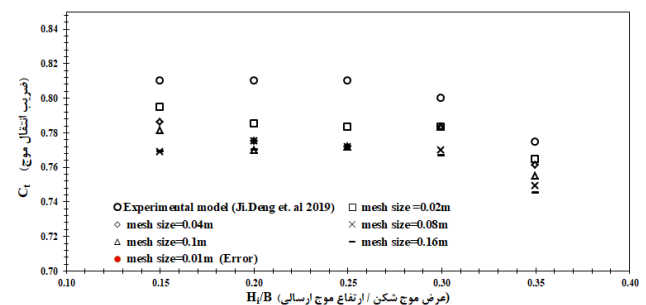 0.84
0.82
0.80
0.78
0.76
0.74
0.72
0.70
C_t (ضریب انتقال موج)
Experimental model (Ji.Deng et. al 2019)
mesh size =0.02m
mesh size=0.04m
mesh size=0.08m
mesh size=0.1m
mesh size=0.16m
mesh size=0.01m (Error)
0.10 0.15 0.20 0.25 0.30 0.35 0.40
H_i/B (عرض موج شکن / ارتفاع موج ارسالی)